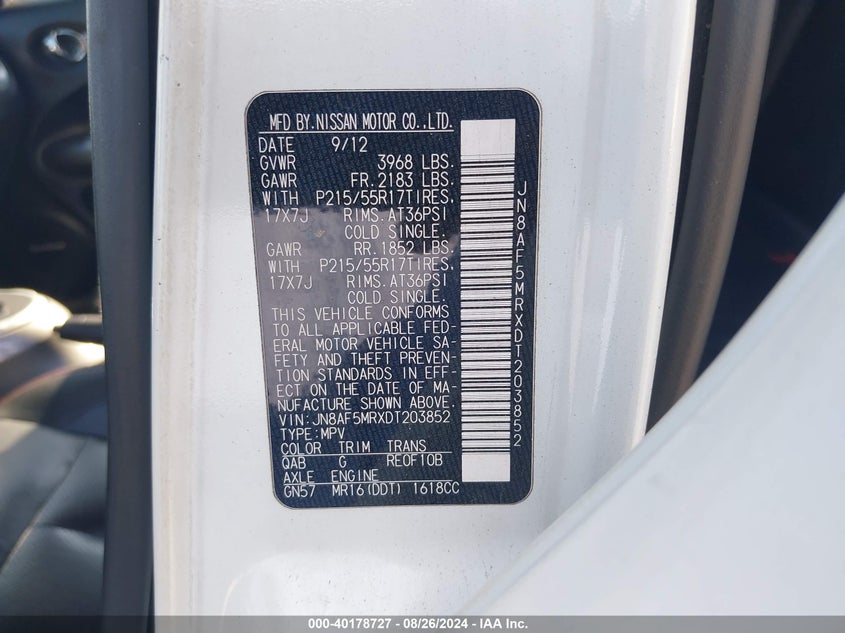 MFD BY.NISSAN MOTOR CO.,LTD.
DATE 9/12
GVWR 3968 LBS.
GAWR FR.2183 LBS.
WITH P215/55R17TIRES,
17X7J RIMS.AT36PSI
COLD SINGLE.
GAWR RR.1852 LBS.
WITH P215/55R17TIRES,
17X7J RIMS.AT36PSI
COLD SINGLE.
THIS VEHICLE CONFORMS
TO ALL APPLICABLE FED-
ERAL MOTOR VEHICLE SA-
FETY AND THEFT PREVEN-
TION STANDARDS IN EFF-
ECT ON THE DATE OF MA-
NUFACTURE SHOWN ABOVE.
VIN:JN8AF5MRXDT203852
TYPE:MPV
COLOR TRIM TRANS
QAB G RE0F10B
AXLE ENGINE
GN57 MR16(DDT) 1618CC
JN8AF5MRXDT203852
000-40178727 - 08/26/2024 - IAA Inc.